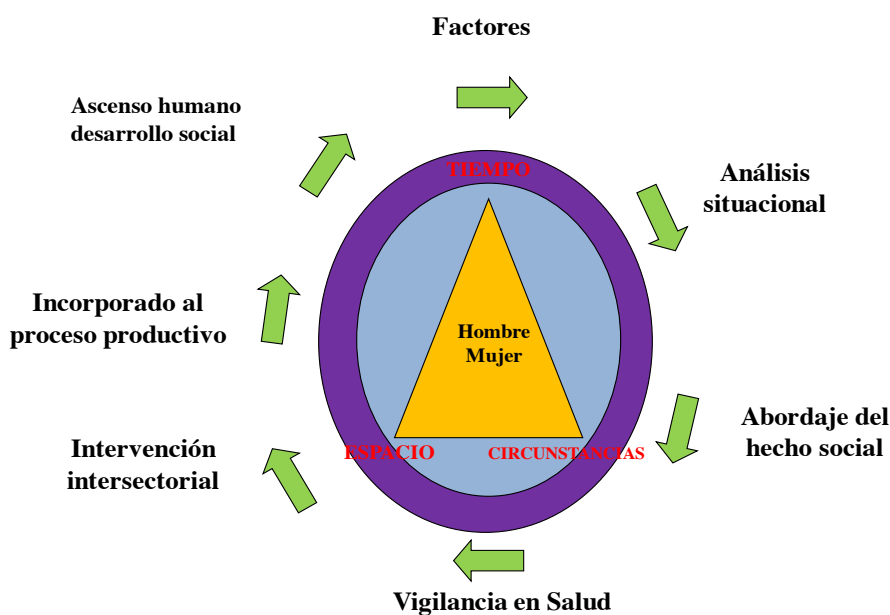 Factores
Ascenso humano
desarrollo social
TIEMPO
Análisis
situacional
Incorporado al
proceso productivo
Hombre
Mujer
Abordaje del
hecho social
Intervención
intersectorial
ESPACIO
CIRCUNSTANCIAS
Vigilancia en Salud